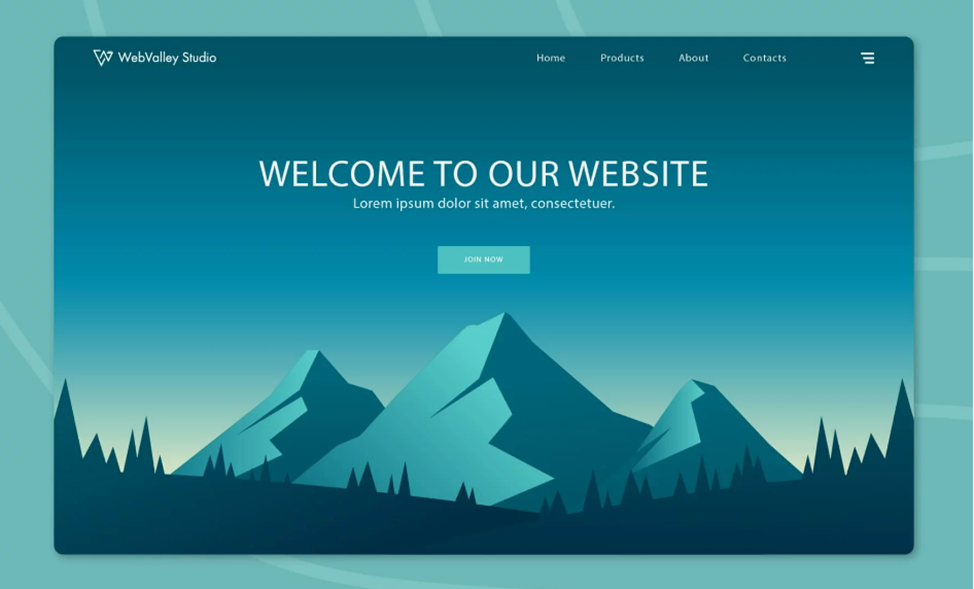 WebValley Studio
Home Products About Contacts
WELCOME TO OUR WEBSITE
Lorem ipsum dolor sit amet, consectetuer.
JOIN NOW